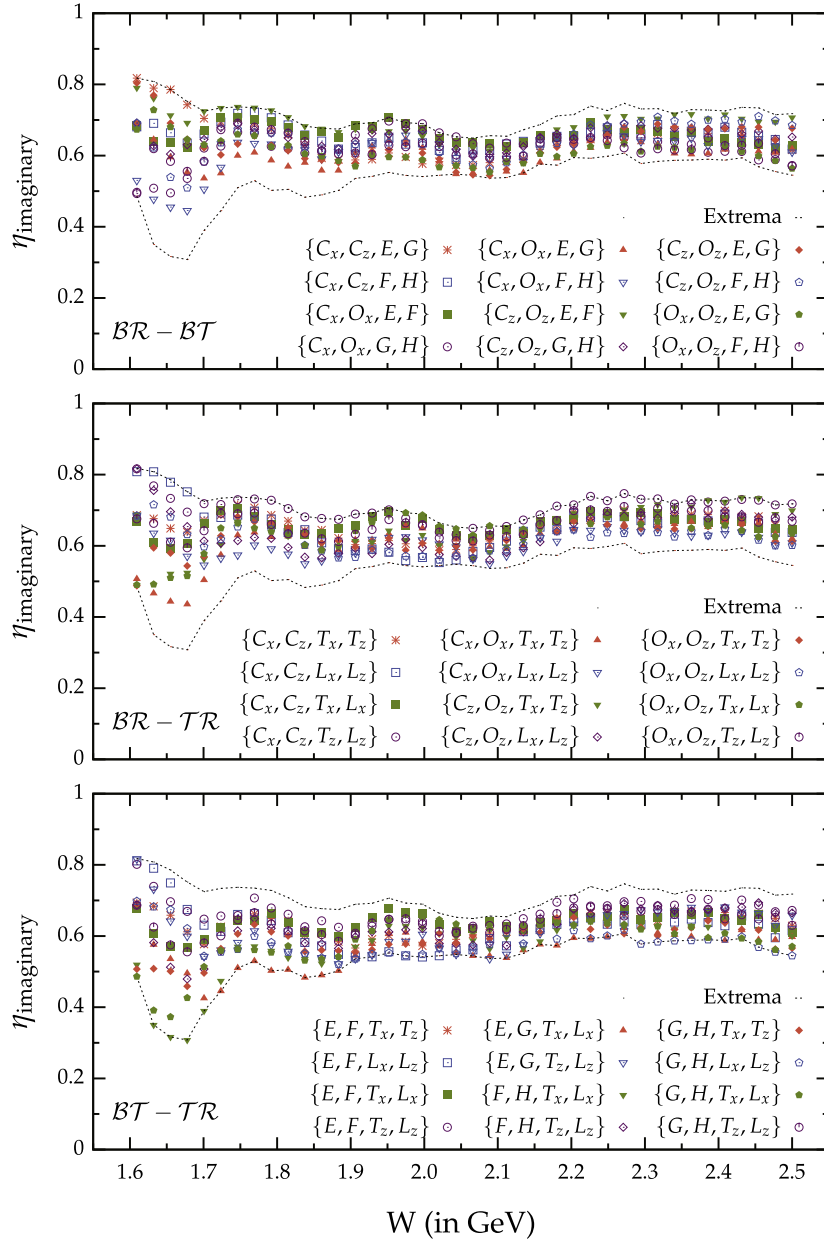 1
0.8
0.6
0.4
0.2
0
η_imaginary
Extrema
{C_x, C_z, E, G} {C_x, O_x, E, G} {C_z, O_z, E, G}
{C_x, C_z, F, H} {C_x, O_x, F, H} {C_z, O_z, F, H}
{C_x, O_x, E, F} {C_z, O_z, E, F} {O_x, O_z, E, G}
{C_x, O_x, G, H} {C_z, O_z, G, H} {O_x, O_z, F, H}
ℬℛ − ℬ𝒯
1
0.8
0.6
0.4
0.2
0
η_imaginary
Extrema
{C_x, C_z, T_x, T_z} {C_x, O_x, T_x, T_z} {O_x, O_z, T_x, T_z}
{C_x, C_z, L_x, L_z} {C_x, O_x, L_x, L_z} {O_x, O_z, L_x, L_z}
{C_x, C_z, T_x, L_x} {C_z, O_z, T_x, T_z} {O_x, O_z, T_x, L_x}
{C_x, C_z, T_z, L_z} {C_z, O_z, L_x, L_z} {O_x, O_z, T_z, L_z}
ℬℛ − 𝒯ℛ
1
0.8
0.6
0.4
0.2
0
η_imaginary
Extrema
{E, F, T_x, T_z} {E, G, T_x, L_x} {G, H, T_x, T_z}
{E, F, L_x, L_z} {E, G, T_z, L_z} {G, H, L_x, L_z}
{E, F, T_x, L_x} {F, H, T_x, L_x} {G, H, T_x, L_x}
{E, F, T_z, L_z} {F, H, T_z, L_z} {G, H, T_z, L_z}
ℬ𝒯 − 𝒯ℛ
1.6 1.7 1.8 1.9 2.0 2.1 2.2 2.3 2.4 2.5
W (in GeV)